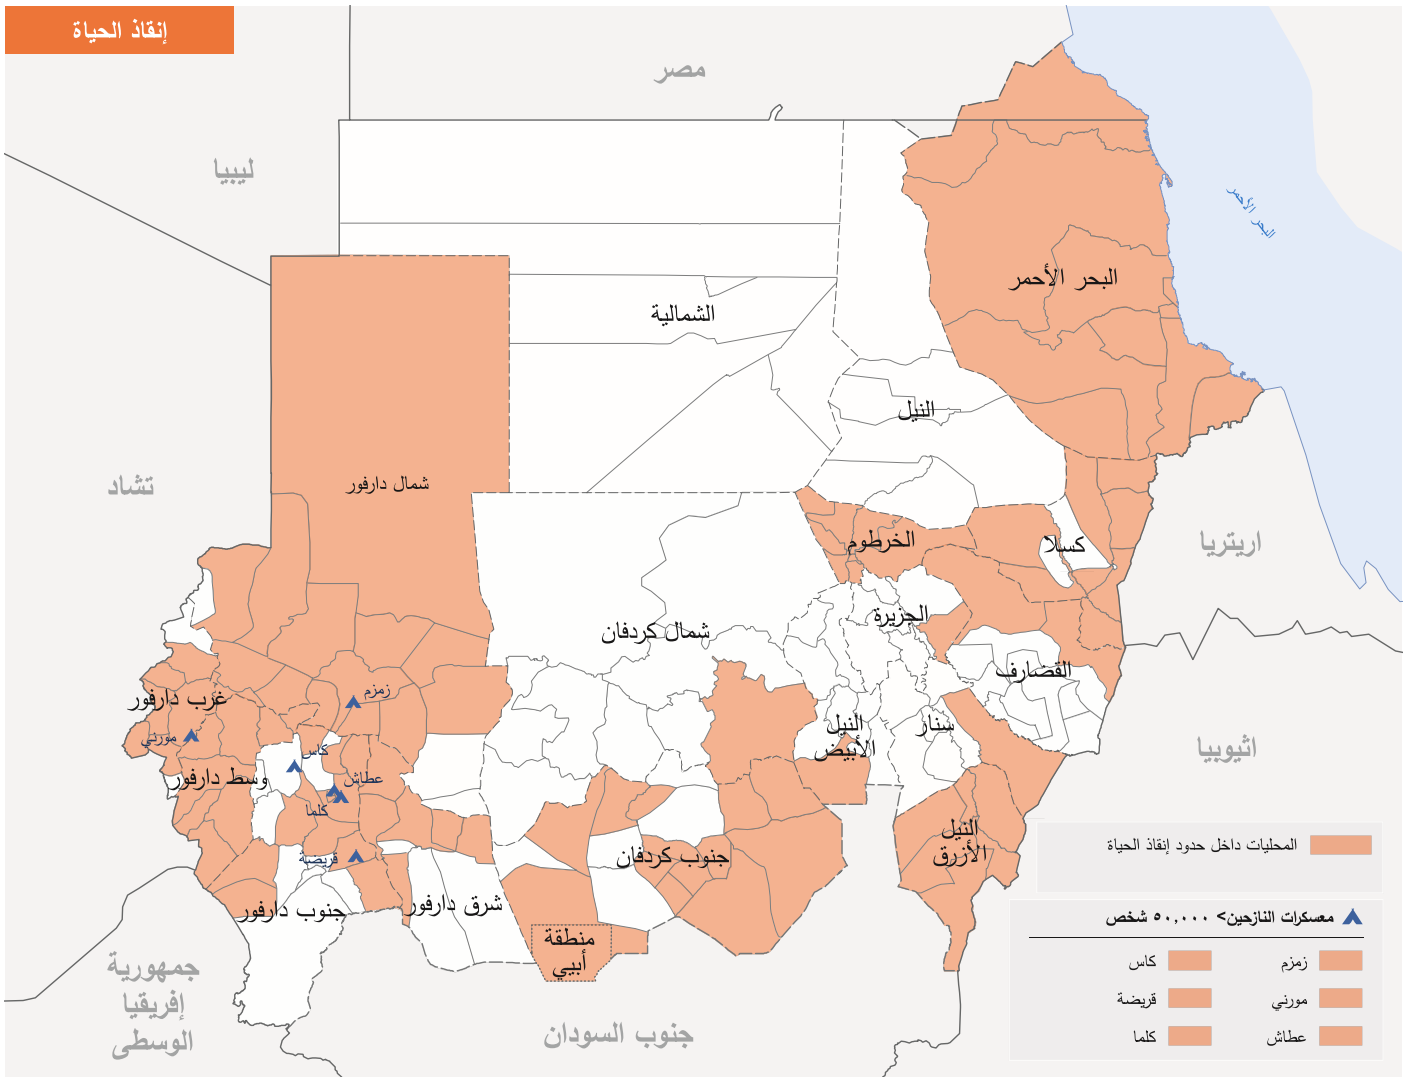 إنقاذ الحياة
مصر
ليبيا
البحر الأحمر
البحر الأحمر
الشمالية
النيل
شمال دارفور
تشاد
الخرطوم
كسلا
اريتريا
الجزيرة
شمال كردفان
القضارف
زمزم
غرب دارفور
مورني
النيل
الأبيض
سنار
اثيوبيا
كاس
وسط دارفور
عطاش
كلما
قريضة
جنوب كردفان
النيل
الأزرق
جنوب دارفور
شرق دارفور
منطقة
أبيي
جمهورية
إفريقيا
الوسطى
جنوب السودان
المحليات داخل حدود إنقاذ الحياة
معسكرات النازحين> ٥٠,٠٠٠ شخص
زمزم
كاس
مورني
قريضة
عطاش
كلما